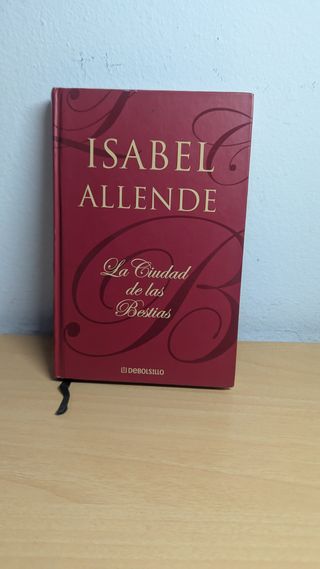 ISABEL
ALLENDE
La Ciudad
de las
Bestias
DEBOLSILLO